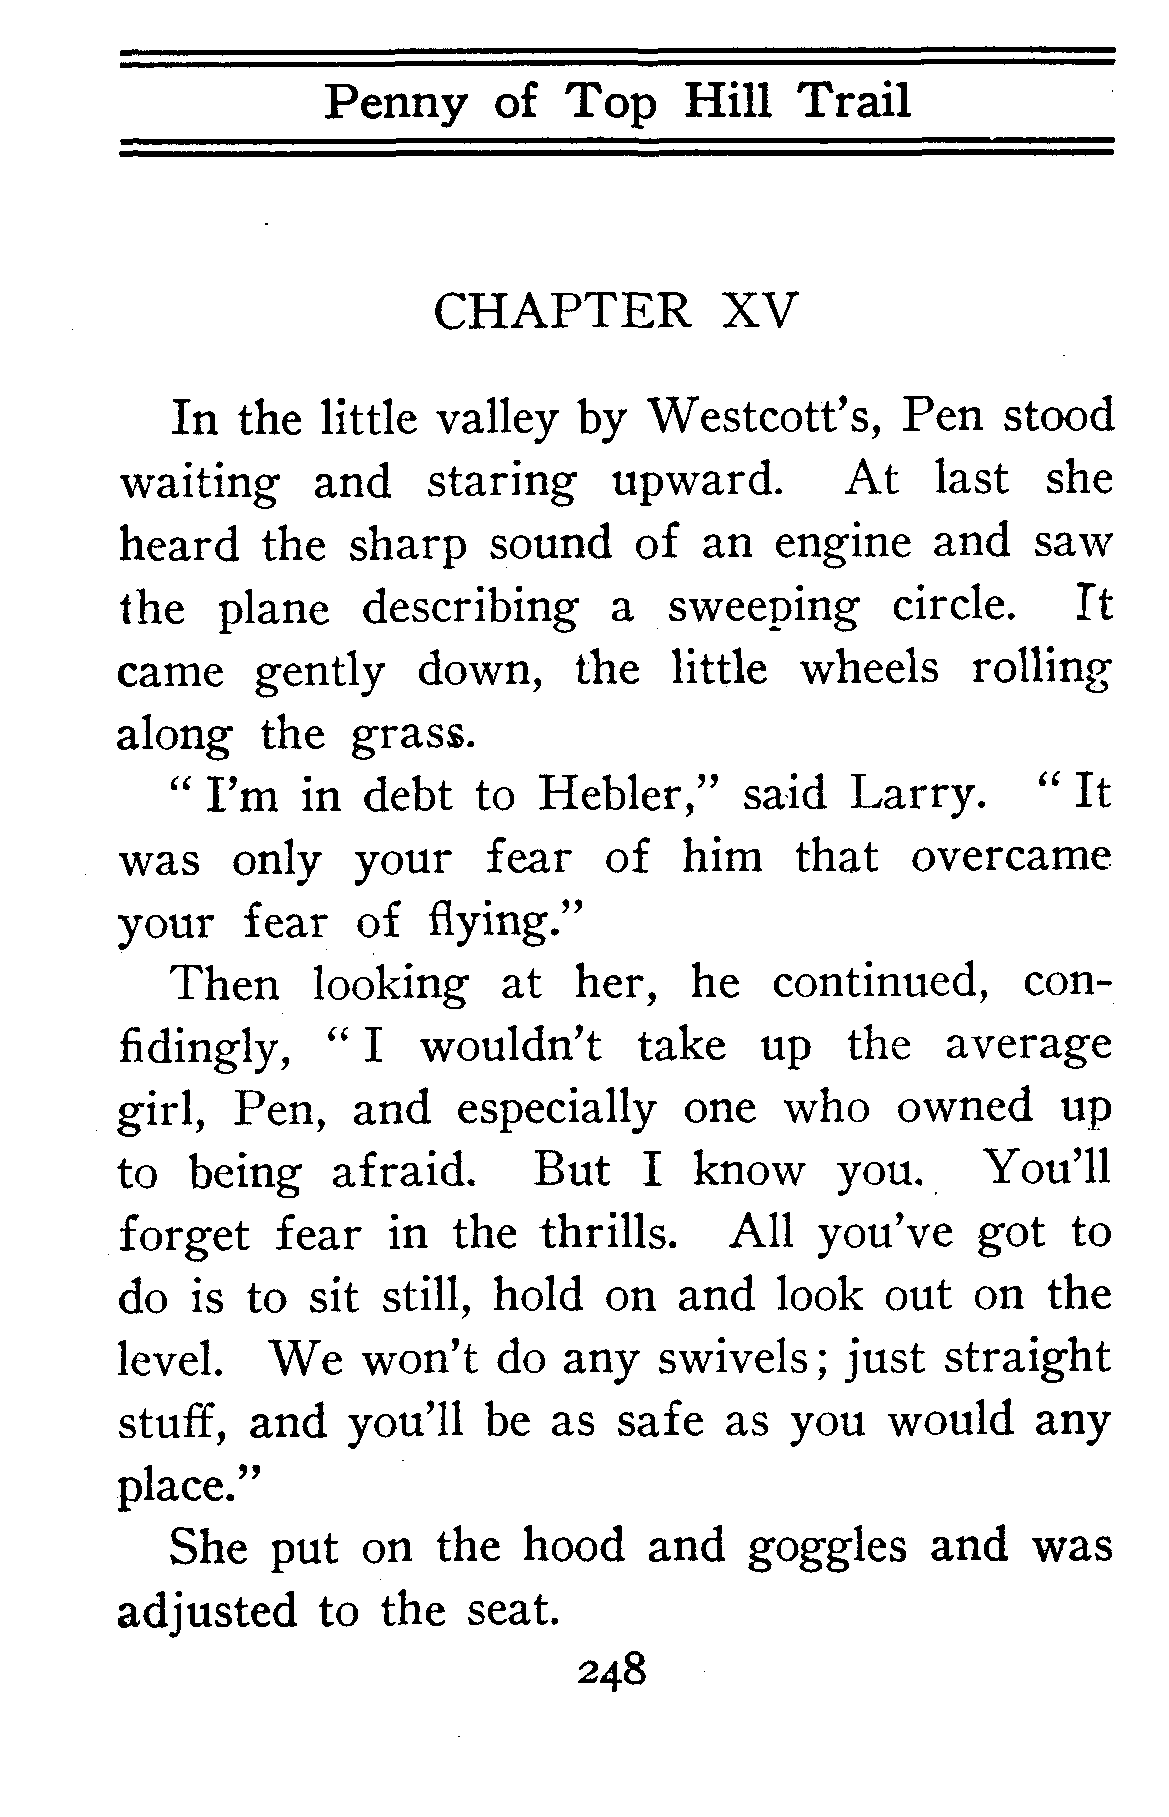 Penny of Top Hill Trail
CHAPTER XV
In the little valley by Westcott's, Pen stood
waiting and staring upward. At last she
heard the sharp sound of an engine and saw
the plane describing a sweeping circle. It
came gently down, the little wheels rolling
along the grass.
“ I'm in debt to Hebler,” said Larry. “ It
was only your fear of him that overcame
your fear of flying.”
Then looking at her, he continued, con-
fidingly, “ I wouldn't take up the average
girl, Pen, and especially one who owned up
to being afraid. But I know you. You'll
forget fear in the thrills. All you've got to
do is to sit still, hold on and look out on the
level. We won't do any swivels; just straight
stuff, and you'll be as safe as you would any
place.”
She put on the hood and goggles and was
adjusted to the seat.
248